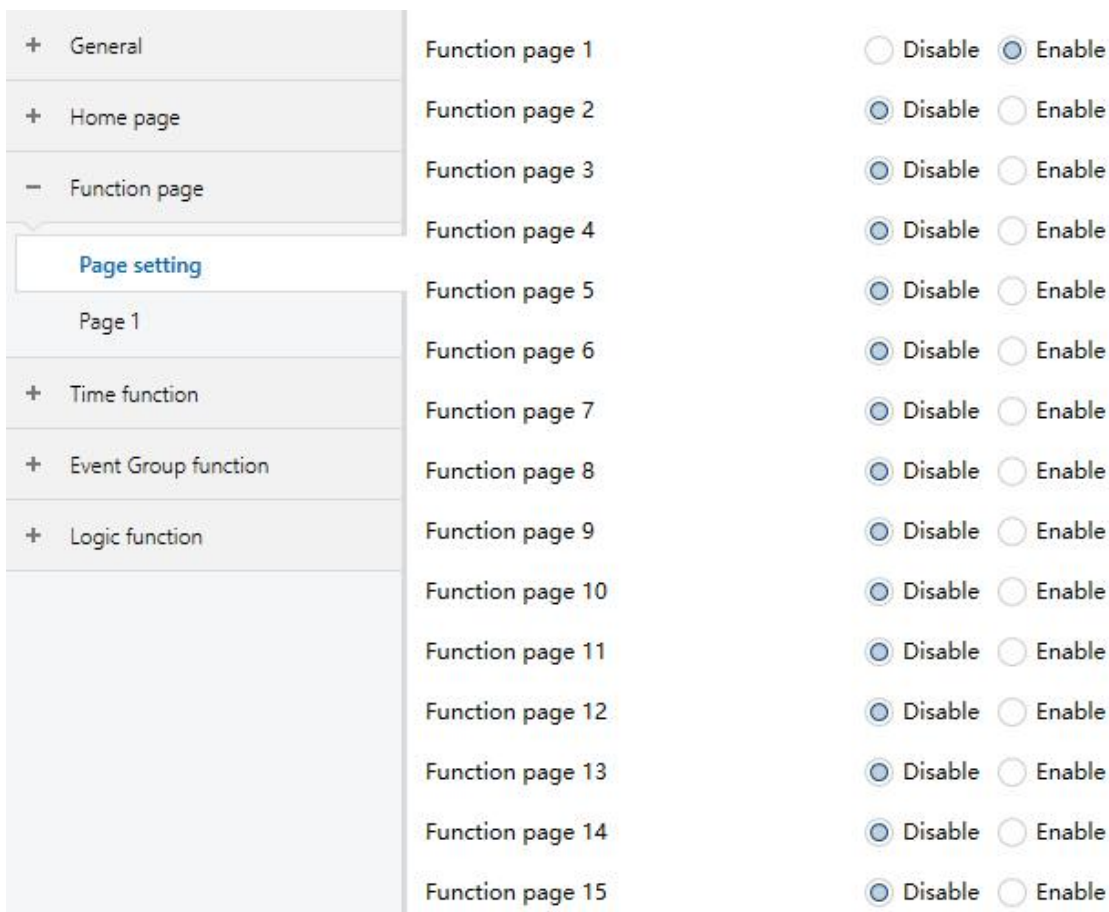 General
Home page
Function page
Page setting
Page 1
Time function
Event Group function
Logic function
Function page 1 Disable Enable
Function page 2 Disable Enable
Function page 3 Disable Enable
Function page 4 Disable Enable
Function page 5 Disable Enable
Function page 6 Disable Enable
Function page 7 Disable Enable
Function page 8 Disable Enable
Function page 9 Disable Enable
Function page 10 Disable Enable
Function page 11 Disable Enable
Function page 12 Disable Enable
Function page 13 Disable Enable
Function page 14 Disable Enable
Function page 15 Disable Enable